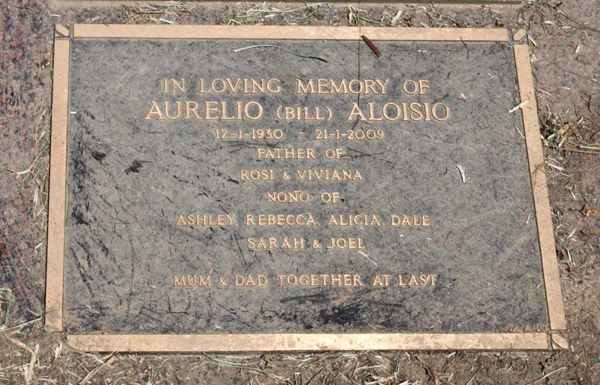 IN LOVING MEMORY OF
AURELIO (BILL) ALOISIO
12-1-1930 - 21-1-2009
FATHER OF
ROSI & VIVIANA
NONO OF
ASHLEY, REBECCA, ALICIA, DALE,
SARAH & JOEL
MUM & DAD TOGETHER AT LAST